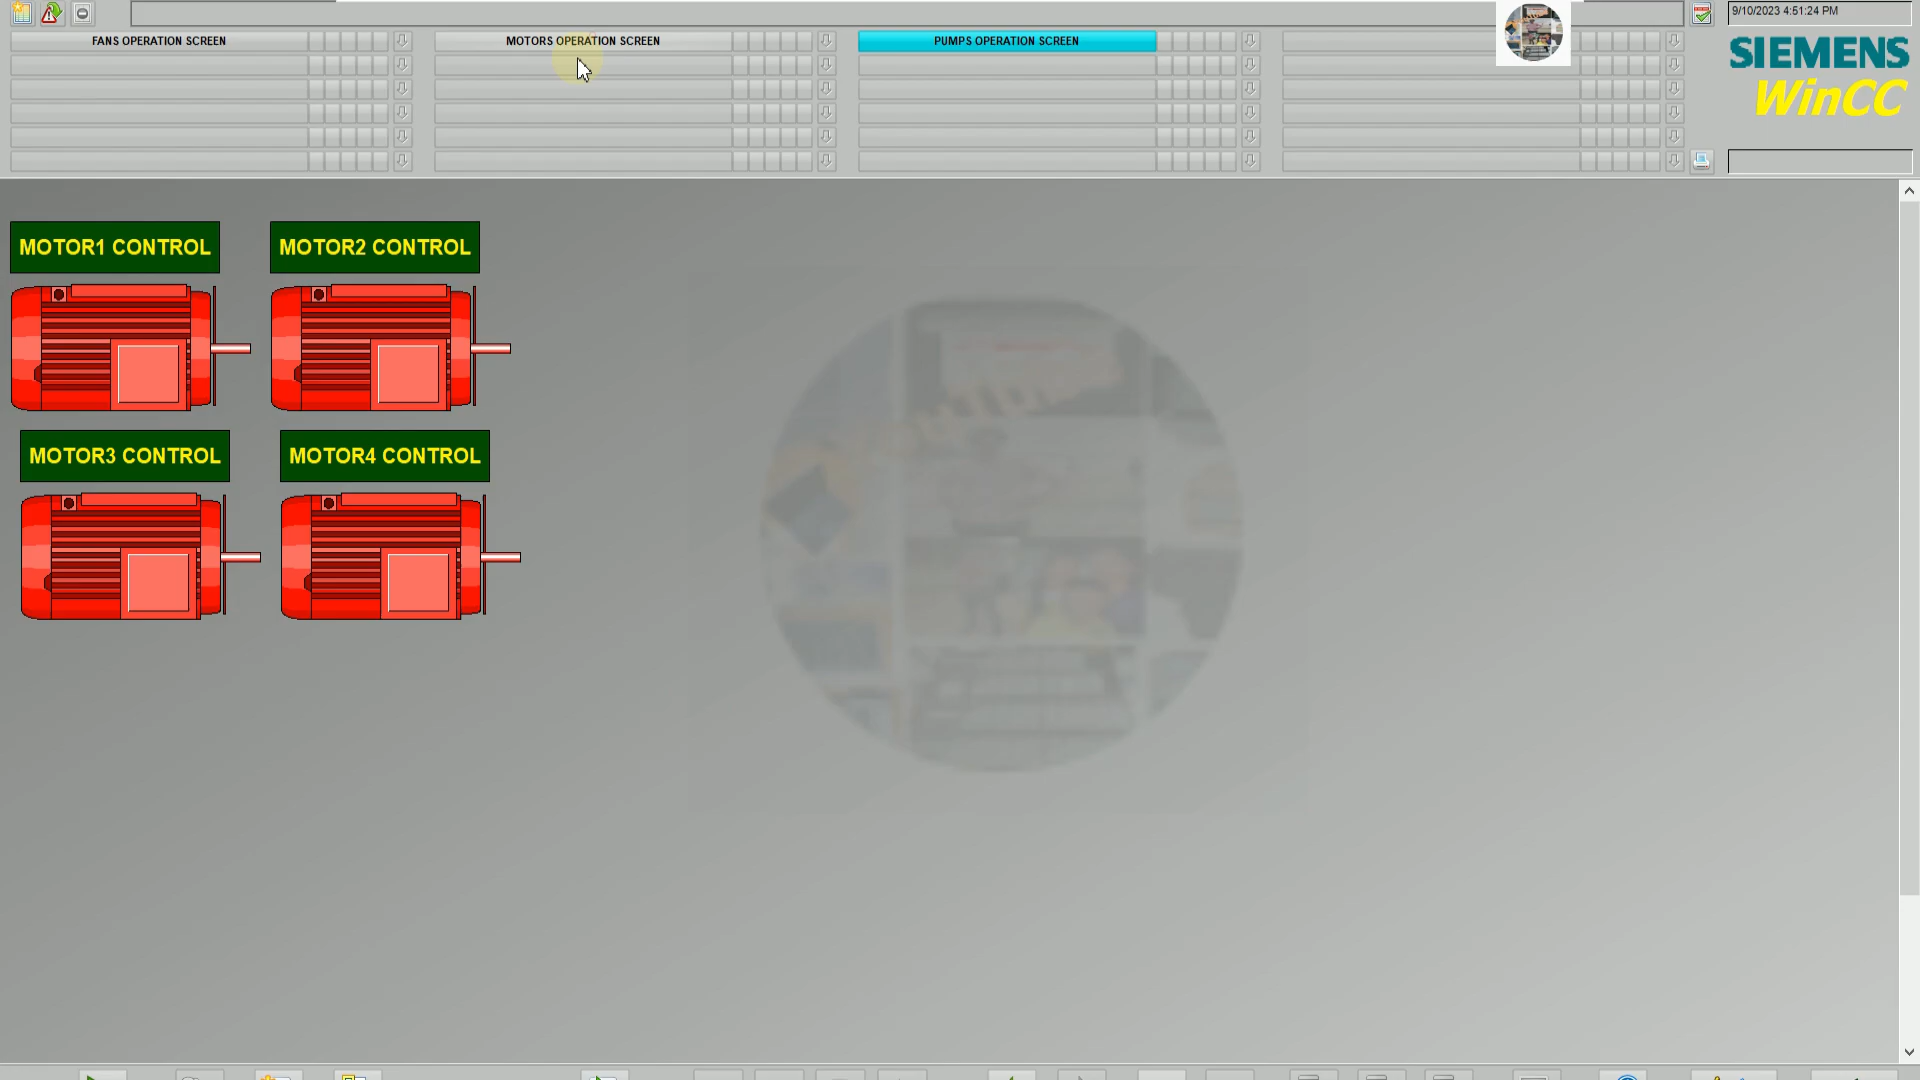 9/10/2023 4:51:24 PM
FANS OPERATION SCREEN
MOTORS OPERATION SCREEN
PUMPS OPERATION SCREEN
SIEMENS
WinCC
MOTOR1 CONTROL
MOTOR2 CONTROL
MOTOR3 CONTROL
MOTOR4 CONTROL